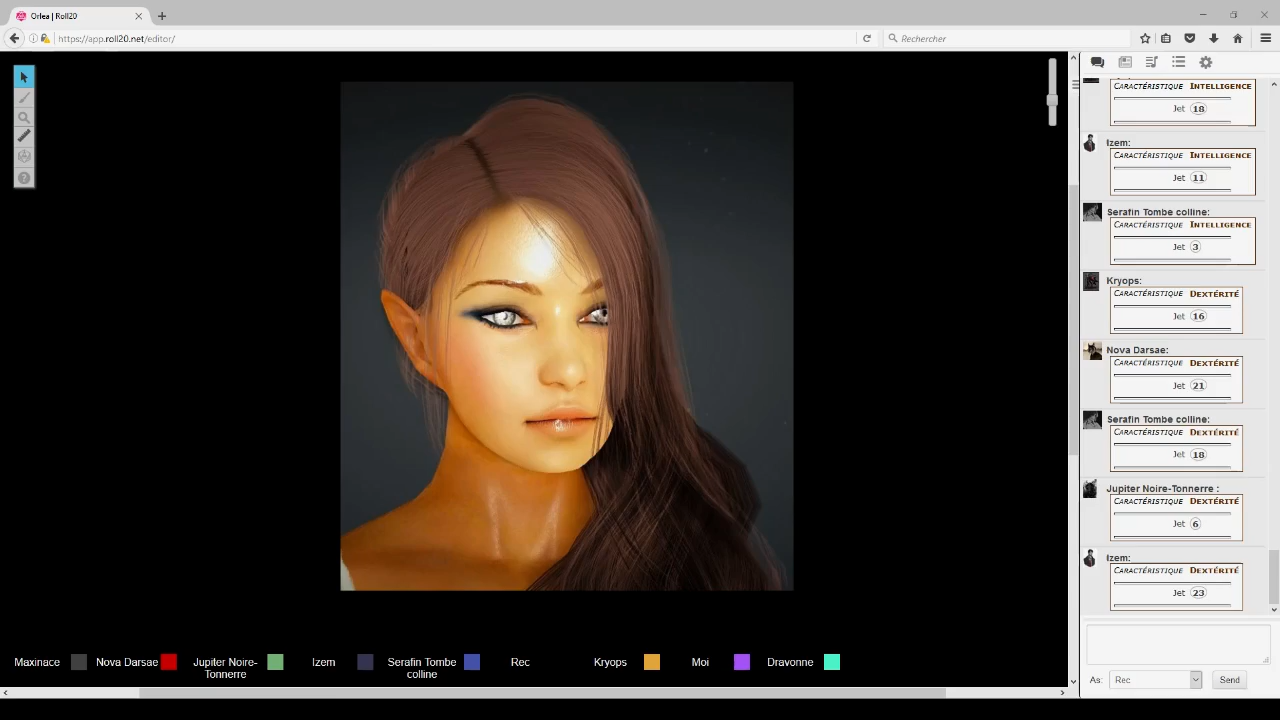 Orlea | Roll20
https://app.roll20.net/editor/
Rechercher
CARACTÉRISTIQUE INTELLIGENCE
Jet 18
Izem:
CARACTÉRISTIQUE INTELLIGENCE
Jet 11
Serafin Tombe colline:
CARACTÉRISTIQUE INTELLIGENCE
Jet 3
Kryops:
CARACTÉRISTIQUE DEXTÉRITÉ
Jet 16
Nova Darsae:
CARACTÉRISTIQUE DEXTÉRITÉ
Jet 21
Serafin Tombe colline:
CARACTÉRISTIQUE DEXTÉRITÉ
Jet 18
Jupiter Noire-Tonnerre :
CARACTÉRISTIQUE DEXTÉRITÉ
Jet 6
Izem:
CARACTÉRISTIQUE DEXTÉRITÉ
Jet 23
Maxinace
Nova Darsae
Jupiter Noire-
Tonnerre
Izem
Serafin Tombe
colline
Rec
Kryops
Moi
Dravonne
As: Rec Send